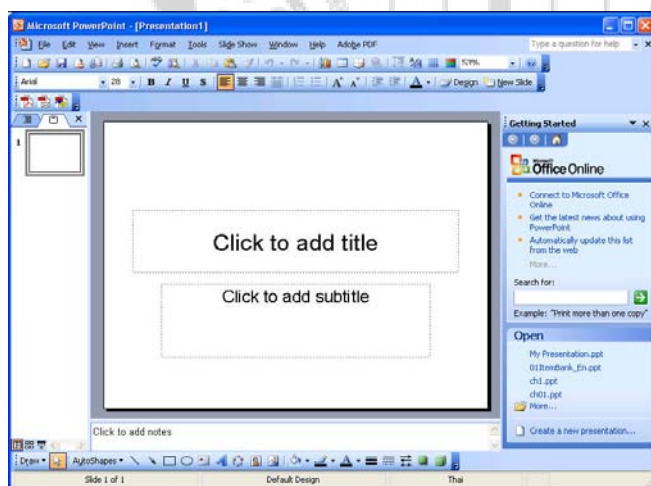 Microsoft PowerPoint - [Presentation1]
File Edit View Insert Format Tools Slide Show Window Help Adobe PDF
Type a question for help
53%
Arial 28 B I U S A A A Design New Slide
Getting Started
1
Microsoft
Office Online
Connect to Microsoft Office
Online
Get the latest news about using
PowerPoint
Automatically update this list
from the web
More...
Click to add title
Click to add subtitle
Search for:
Example: "Print more than one copy"
Open
My Presentation.ppt
01ItemBank_En.ppt
ch1.ppt
ch01.ppt
More...
Create a new presentation...
Click to add notes
Draw AutoShapes
Slide 1 of 1 Default Design Thai